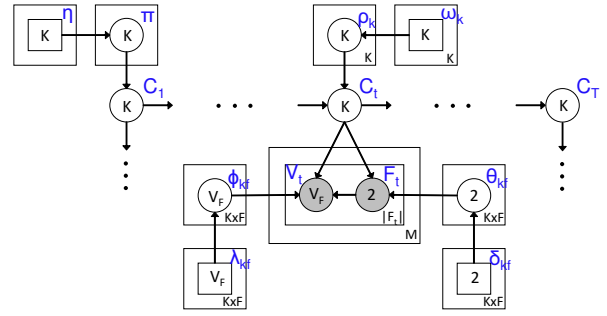 η π ρk ωk
K K K K
K K
C1 Ct CT
K . . . K . . . K
Vt Ft
ϕkf θkf
VF VF 2 2
KxF |Ft| KxF
M
λkf δkf
VF 2
KxF KxF